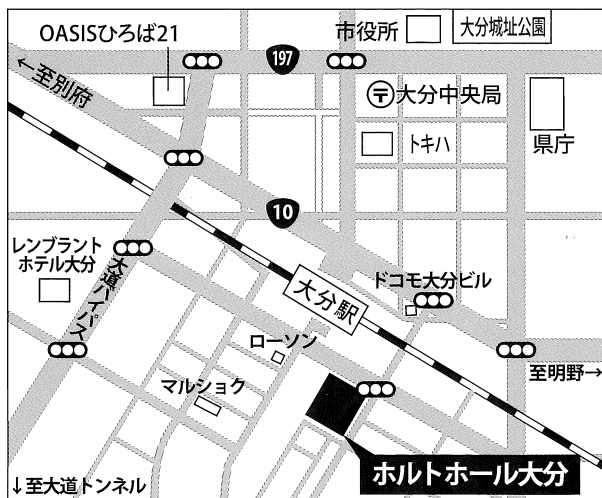 OASISひろば21
市役所
大分城址公園
197
←至別府
〒大分中央局
トキハ
県庁
10
レンブラント
ホテル大分
大道バイパス
大分駅
ドコモ大分ビル
ローソン
至明野→
マルショク
ホルトホール大分
↓至大道トンネル